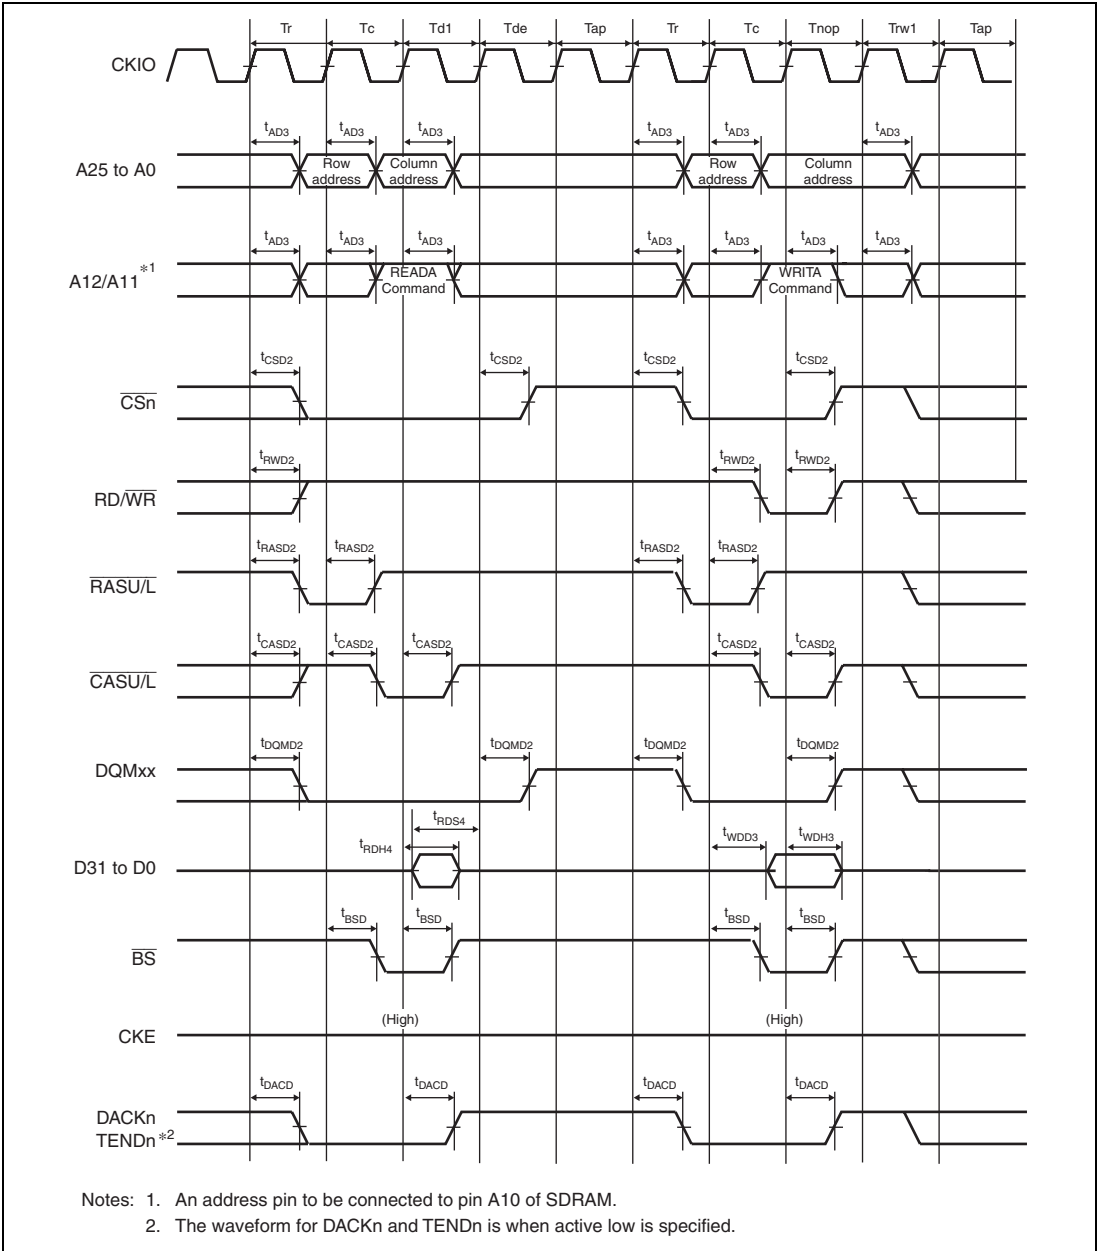 Tr Tc Td1 Tde Tap Tr Tc Tnop Trw1 Tap
CKIO
tAD3 tAD3 tAD3 tAD3 tAD3 tAD3
A25 to A0
Row address
Column address
Row address
Column address
tAD3 tAD3 tAD3 tAD3 tAD3 tAD3 tAD3
A12/A11*1
READA Command
WRITA Command
tCSD2 tCSD2 tCSD2 tCSD2
CSn
tRWD2 tRWD2 tRWD2
RD/WR
tRASD2 tRASD2 tRASD2 tRASD2
RASU/L
tCASD2 tCASD2 tCASD2 tCASD2 tCASD2
CASU/L
tDQMD2 tDQMD2 tDQMD2 tDQMD2
DQMxx
tRDS4
tRDH4 tWDD3 tWDH3
D31 to D0
tBSD tBSD tBSD tBSD
BS
(High) (High)
CKE
tDACD tDACD tDACD tDACD
DACKn
TENDn*2
Notes: 1. An address pin to be connected to pin A10 of SDRAM.
2. The waveform for DACKn and TENDn is when active low is specified.